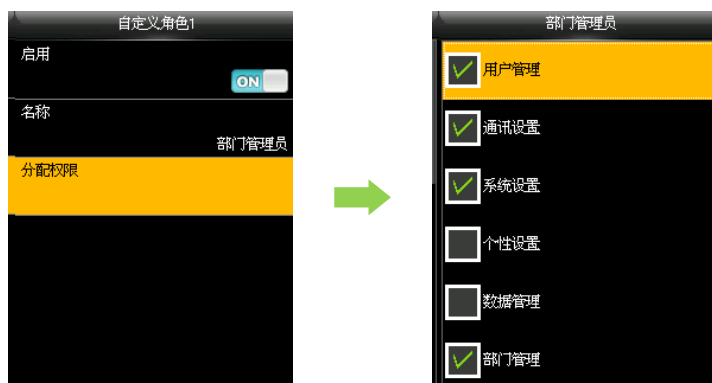 自定义角色1
启用
ON
名称
部门管理员
分配权限
部门管理员
用户管理
通讯设置
系统设置
个性设置
数据管理
部门管理